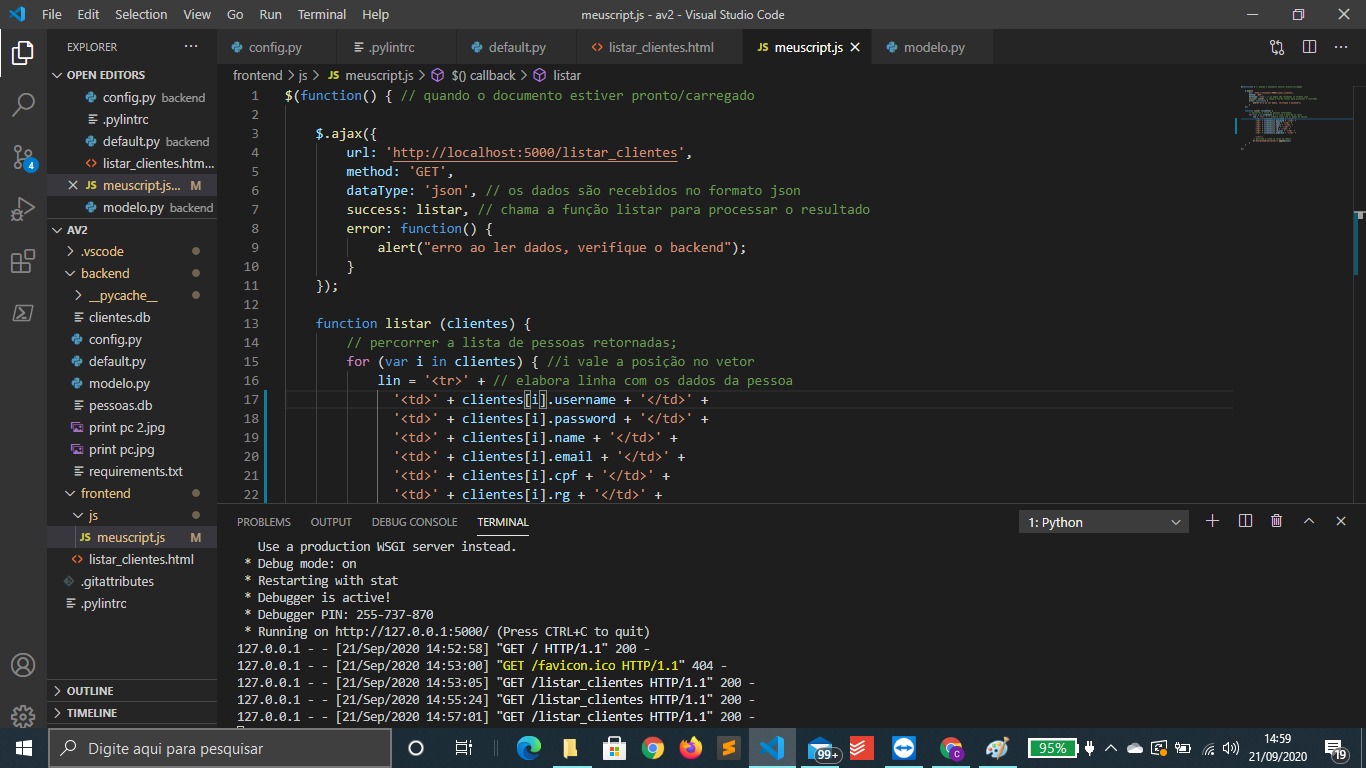 File Edit Selection View Go Run Terminal Help
meuscript.js - av2 - Visual Studio Code
EXPLORER
OPEN EDITORS
config.py backend
.pylintrc
default.py backend
listar_clientes.htm...
meuscript.js... M
modelo.py backend
AV2
.vscode
backend
__pycache__
clientes.db
config.py
default.py
modelo.py
pessoas.db
print pc 2.jpg
print pc.jpg
requirements.txt
frontend
js
meuscript.js M
listar_clientes.html
.gitattributes
.pylintrc
OUTLINE
TIMELINE
4
config.py .pylintrc default.py listar_clientes.html meuscript.js modelo.py
frontend > js > JS meuscript.js > $() callback > listar
1 $(function() { // quando o documento estiver pronto/carregado
2
3 $.ajax({
4 url: 'http://localhost:5000/listar_clientes',
5 method: 'GET',
6 dataType: 'json', // os dados são recebidos no formato json
7 success: listar, // chama a função listar para processar o resultado
8 error: function() {
9 alert("erro ao ler dados, verifique o backend");
10 }
11 });
12
13 function listar (clientes) {
14 // percorrer a lista de pessoas retornadas;
15 for (var i in clientes) { //i vale a posição no vetor
16 lin = '<tr>' + // elabora linha com os dados da pessoa
17 '<td>' + clientes[i].username + '</td>' +
18 '<td>' + clientes[i].password + '</td>' +
19 '<td>' + clientes[i].name + '</td>' +
20 '<td>' + clientes[i].email + '</td>' +
21 '<td>' + clientes[i].cpf + '</td>' +
22 '<td>' + clientes[i].rg + '</td>' +
PROBLEMS OUTPUT DEBUG CONSOLE TERMINAL
1: Python
Use a production WSGI server instead.
* Debug mode: on
* Restarting with stat
* Debugger is active!
* Debugger PIN: 255-737-870
* Running on http://127.0.0.1:5000/ (Press CTRL+C to quit)
127.0.0.1 - - [21/Sep/2020 14:52:58] "GET / HTTP/1.1" 200 -
127.0.0.1 - - [21/Sep/2020 14:53:00] "GET /favicon.ico HTTP/1.1" 404 -
127.0.0.1 - - [21/Sep/2020 14:53:05] "GET /listar_clientes HTTP/1.1" 200 -
127.0.0.1 - - [21/Sep/2020 14:55:24] "GET /listar_clientes HTTP/1.1" 200 -
127.0.0.1 - - [21/Sep/2020 14:57:01] "GET /listar_clientes HTTP/1.1" 200 -
Digite aqui para pesquisar
99+
C
95%
14:59
21/09/2020
19